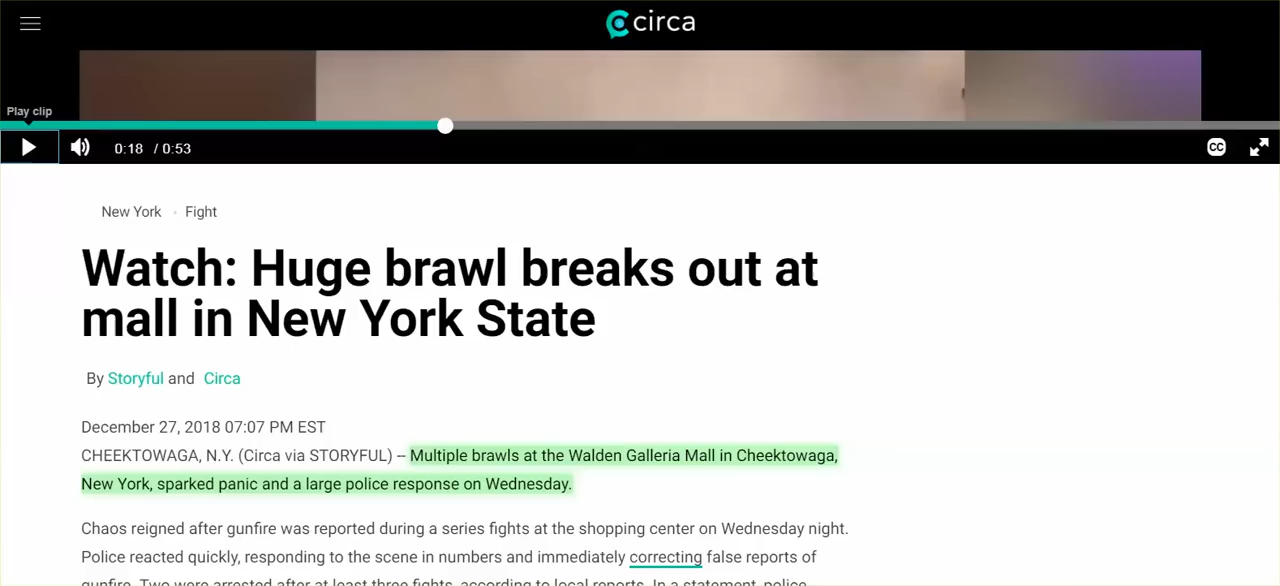 circa
Play clip
0:18 / 0:53
CC
New York • Fight
Watch: Huge brawl breaks out at
mall in New York State
By Storyful and Circa
December 27, 2018 07:07 PM EST
CHEEKTOWAGA, N.Y. (Circa via STORYFUL) -- Multiple brawls at the Walden Galleria Mall in Cheektowaga,
New York, sparked panic and a large police response on Wednesday.
Chaos reigned after gunfire was reported during a series fights at the shopping center on Wednesday night.
Police reacted quickly, responding to the scene in numbers and immediately correcting false reports of
gunfire. Two were arrested after at least three fights, according to local reports. In a statement, police